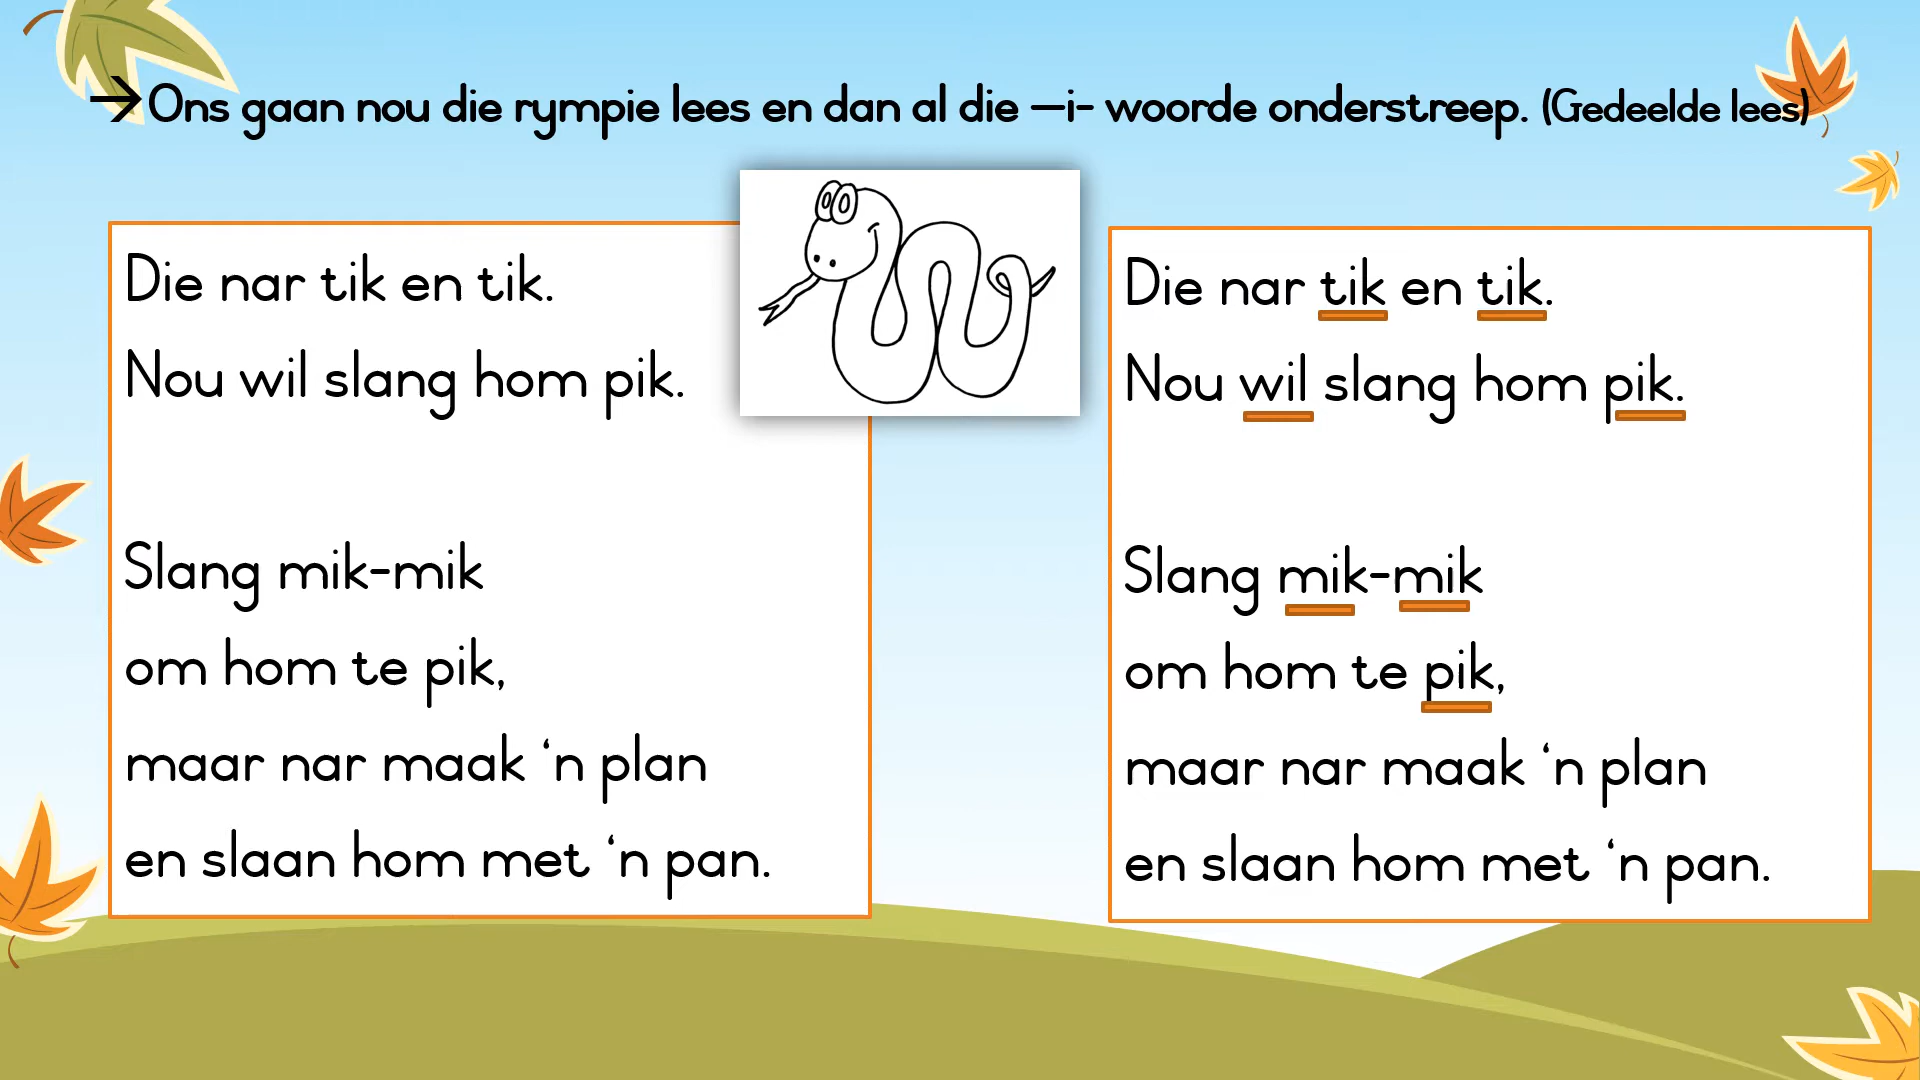 →Ons gaan nou die rympie lees en dan al die –i- woorde onderstreep. (Gedeelde lees)
Die nar tik en tik.
Nou wil slang hom pik.
Slang mik-mik
om hom te pik,
maar nar maak ‘n plan
en slaan hom met ‘n pan.
Die nar tik en tik.
Nou wil slang hom pik.
Slang mik-mik
om hom te pik,
maar nar maak ‘n plan
en slaan hom met ‘n pan.